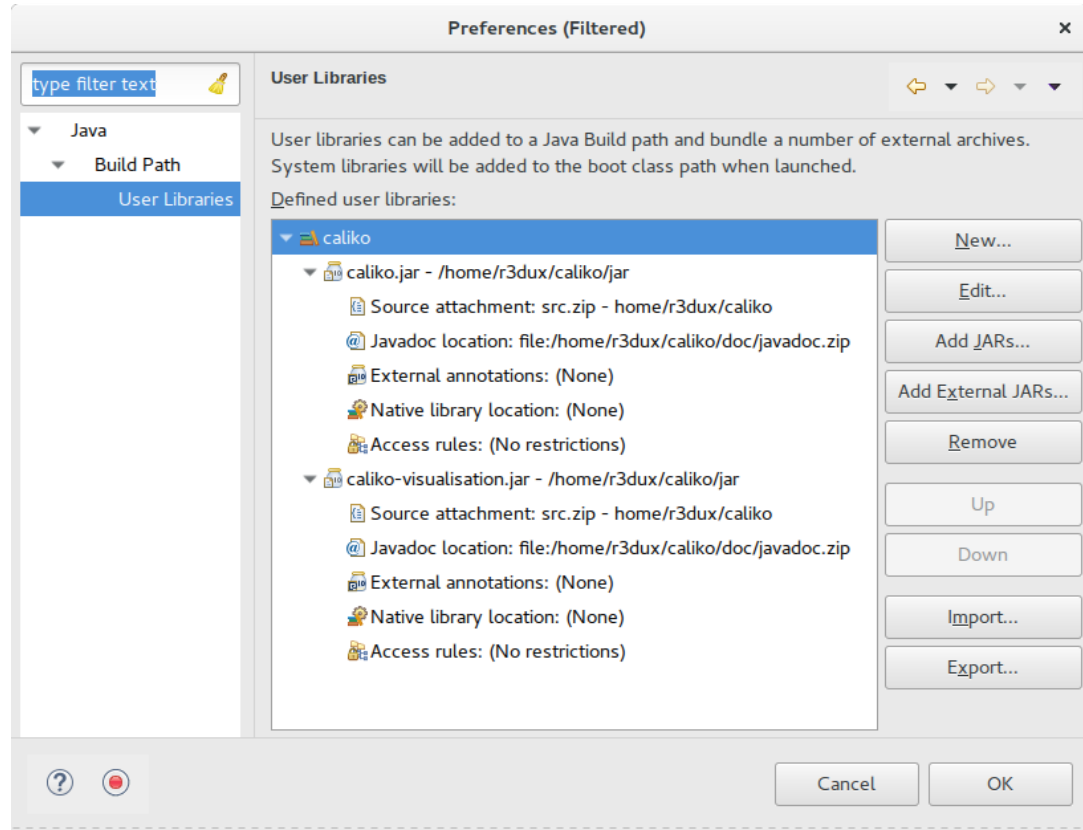 Preferences (Filtered)
type filter text
Java
Build Path
User Libraries
User Libraries
User libraries can be added to a Java Build path and bundle a number of external archives.
System libraries will be added to the boot class path when launched.
Defined user libraries:
caliko
caliko.jar - /home/r3dux/caliko/jar
Source attachment: src.zip - home/r3dux/caliko
Javadoc location: file:/home/r3dux/caliko/doc/javadoc.zip
External annotations: (None)
Native library location: (None)
Access rules: (No restrictions)
caliko-visualisation.jar - /home/r3dux/caliko/jar
Source attachment: src.zip - home/r3dux/caliko
Javadoc location: file:/home/r3dux/caliko/doc/javadoc.zip
External annotations: (None)
Native library location: (None)
Access rules: (No restrictions)
New...
Edit...
Add JARs...
Add External JARs...
Remove
Up
Down
Import...
Export...
Cancel
OK